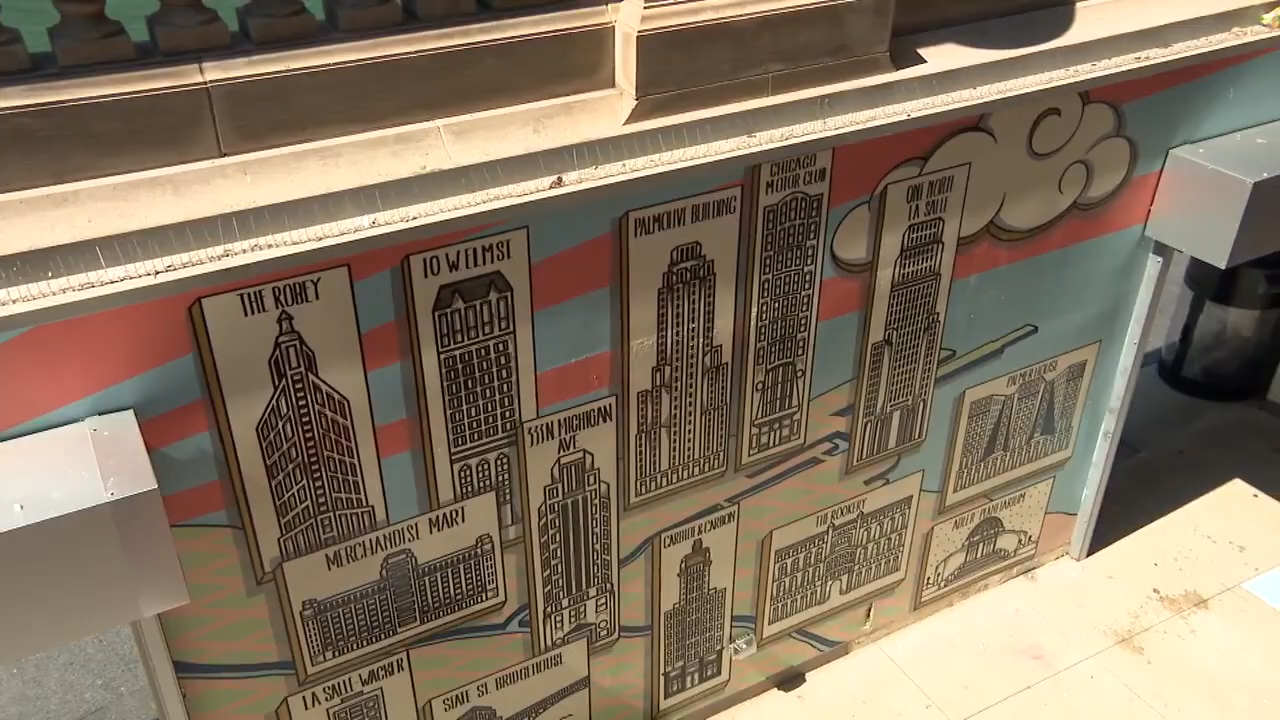 THE ROBEY
10 W ELM ST
PALMOLIVE BUILDING
CHICAGO
MOTOR CLUB
ONE NORTH
LA SALLE
333 N MICHIGAN
AVE
PALMER HOUSE
MERCHANDISE MART
CARBIDE & CARBON
THE ROOKERY
ADLER PLANETARIUM
LA SALLE-WACKER
STATE ST. BRIDGEHOUSE